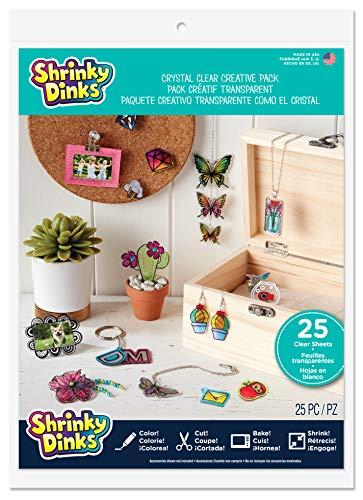 Shrinky
Dinks
CRYSTAL CLEAR CREATIVE PACK
PACK CRÉATIF TRANSPARENT
PAQUETE CREATIVO TRANSPARENTE COMO EL CRISTAL
MADE IN USA
FABRIQUÉ AUX É.-U.
HECHO EN EE. UU.
DM
25
Clear Sheets •
Feuilles
transparentes
• Hojas en
blanco
25 PC / PZ
Shrinky
Dinks
Color!
Colorie!
¡Colorea!
Cut!
Coupe!
¡Cortada!
Bake!
Cuis!
¡Hornea!
Shrink!
Rétrecis!
¡Engoge!